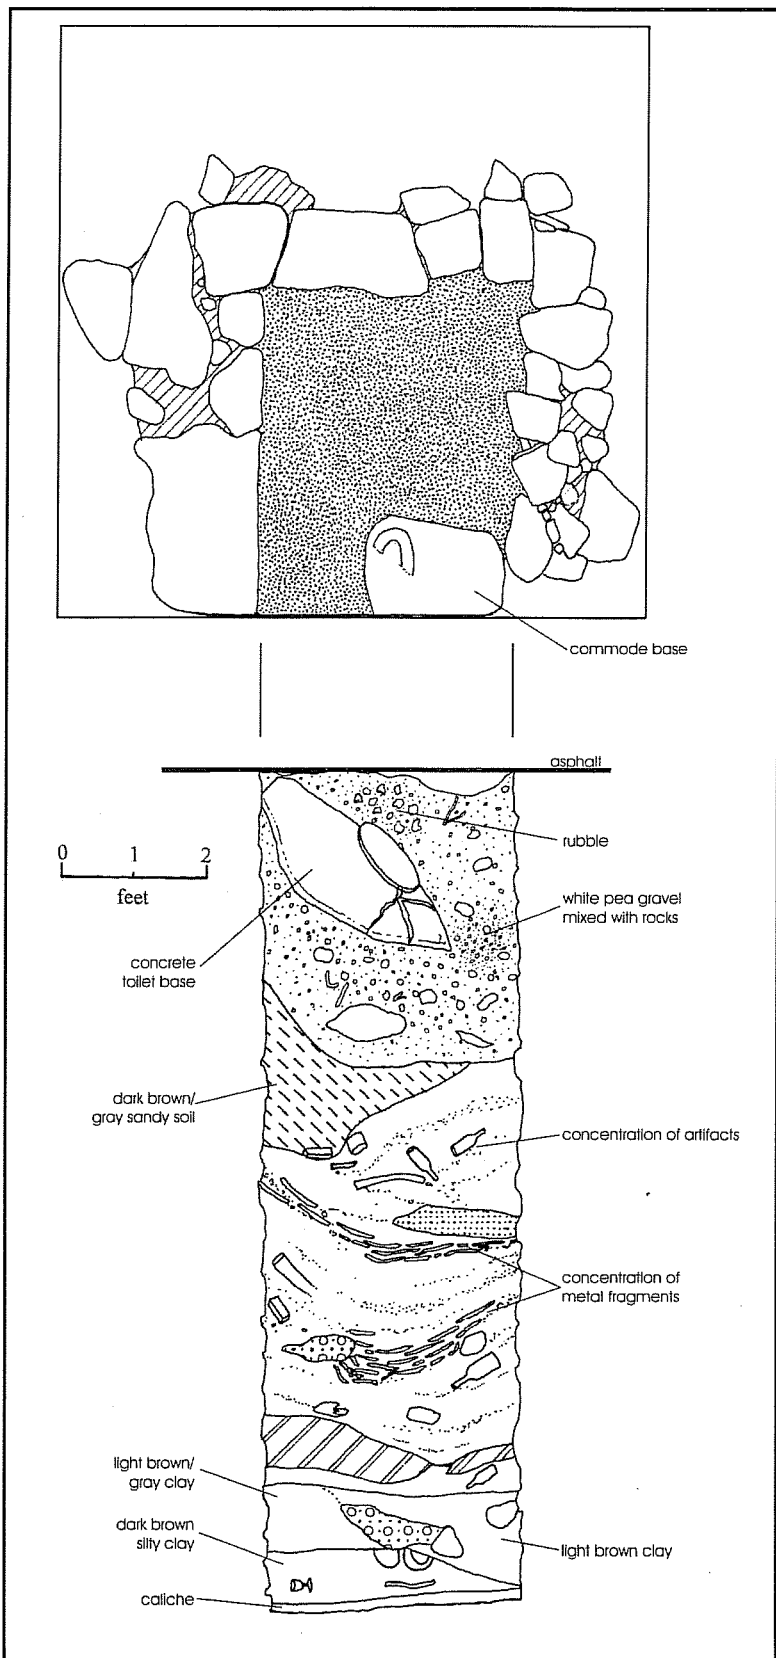 commode base
asphalt
rubble
0 1 2
feet
white pea gravel
mixed with rocks
concrete
toilet base
dark brown/
gray sandy soil
concentration of artifacts
concentration of
metal fragments
light brown/
gray clay
dark brown
silty clay
light brown clay
caliche